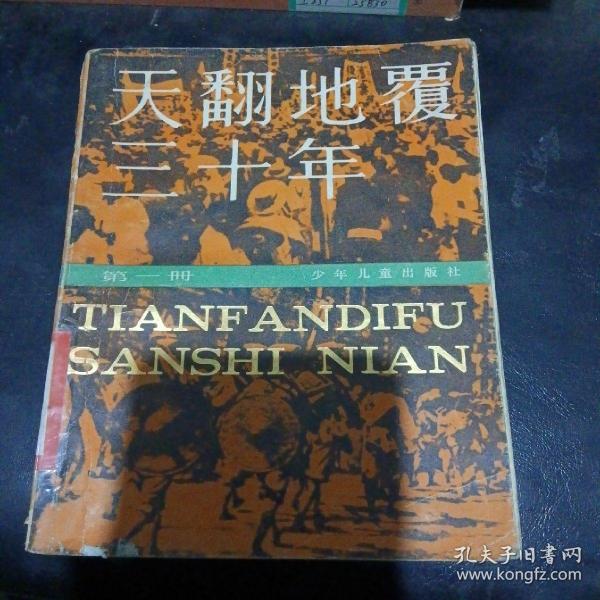 天翻地覆
三十年
第一册 少年儿童出版社
TIANFANDIFU
SANSHI NIAN
孔夫子旧书网
www.kongfz.com